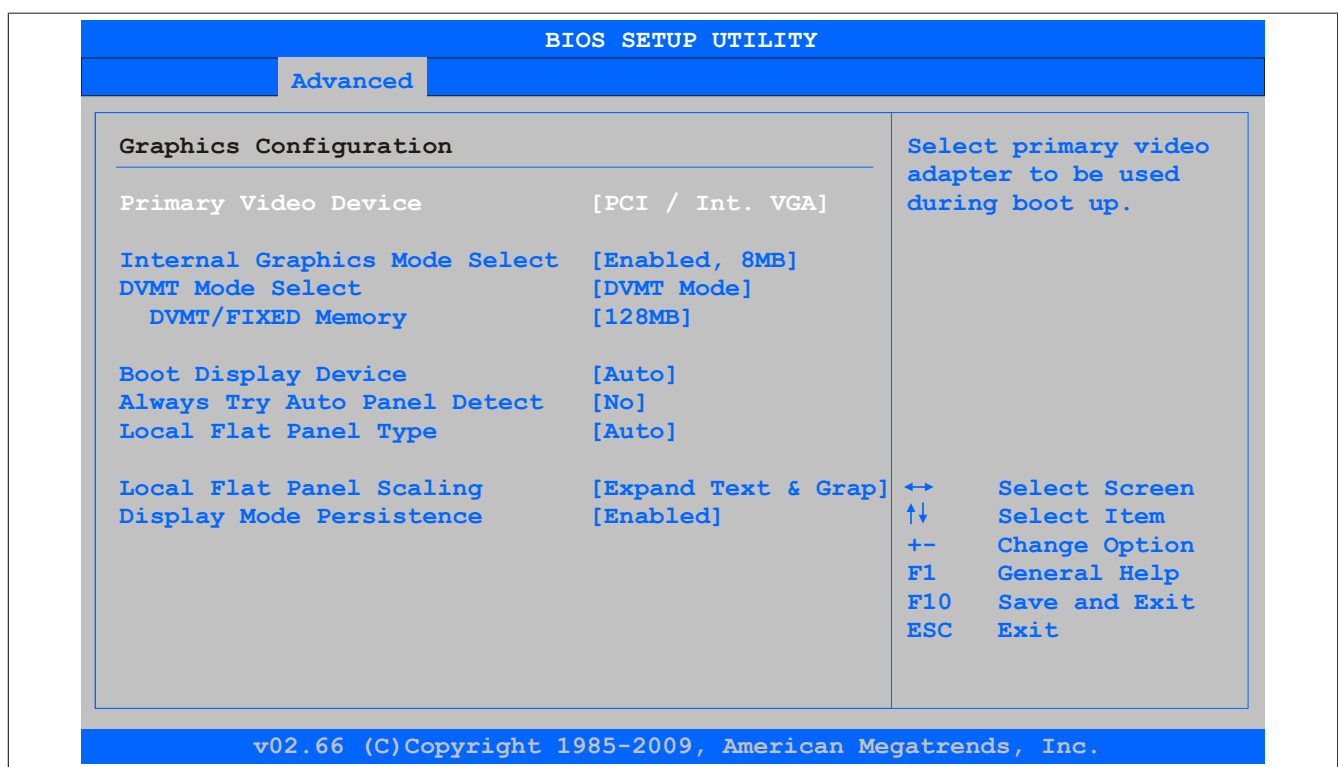 BIOS SETUP UTILITY
Advanced
Graphics Configuration
Primary Video Device [PCI / Int. VGA]
Internal Graphics Mode Select [Enabled, 8MB]
DVMT Mode Select [DVMT Mode]
DVMT/FIXED Memory [128MB]
Boot Display Device [Auto]
Always Try Auto Panel Detect [No]
Local Flat Panel Type [Auto]
Local Flat Panel Scaling [Expand Text & Grap]
Display Mode Persistence [Enabled]
Select primary video
adapter to be used
during boot up.
↔ Select Screen
↑↓ Select Item
+- Change Option
F1 General Help
F10 Save and Exit
ESC Exit
v02.66 (C)Copyright 1985-2009, American Megatrends, Inc.